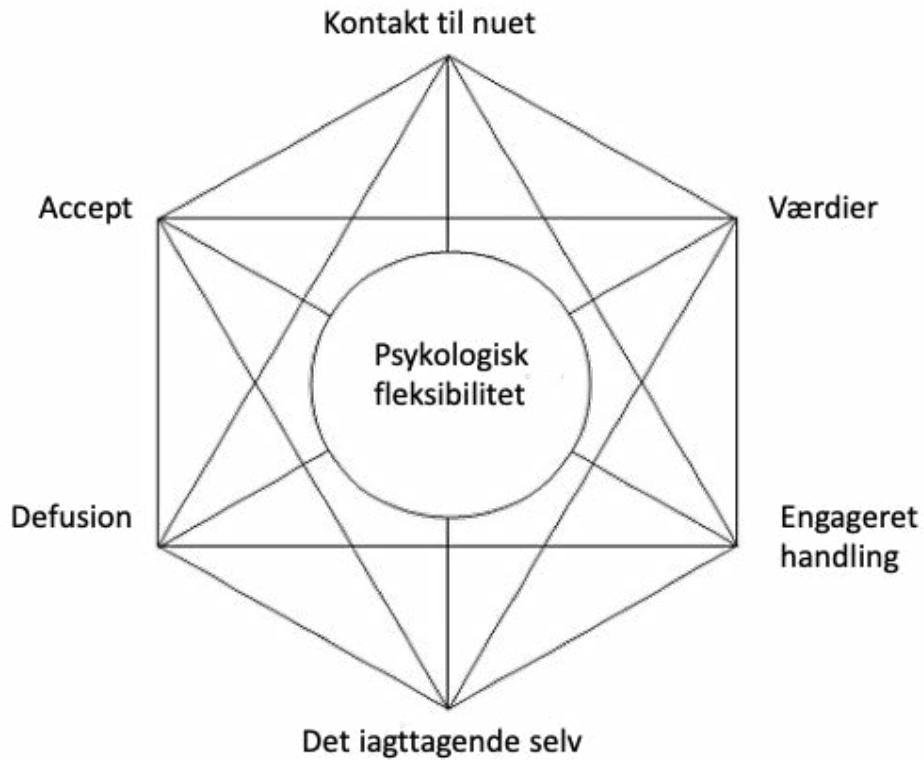 Kontakt til nuet
Accept
Værdier
Psykologisk
fleksibilitet
Defusion
Engageret
handling
Det iagttagende selv